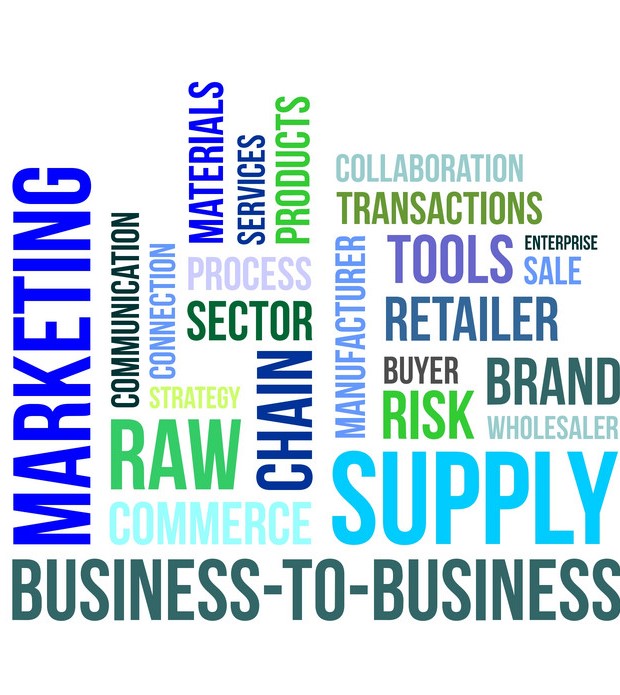 MARKETING
COMMUNICATION
CONNECTION
MATERIALS
SERVICES
PRODUCTS
PROCESS
SECTOR
STRATEGY
RAW
CHAIN
COMMERCE
COLLABORATION
TRANSACTIONS
MANUFACTURER
TOOLS
ENTERPRISE
SALE
RETAILER
BUYER
BRAND
RISK
WHOLESALER
SUPPLY
BUSINESS-TO-BUSINESS